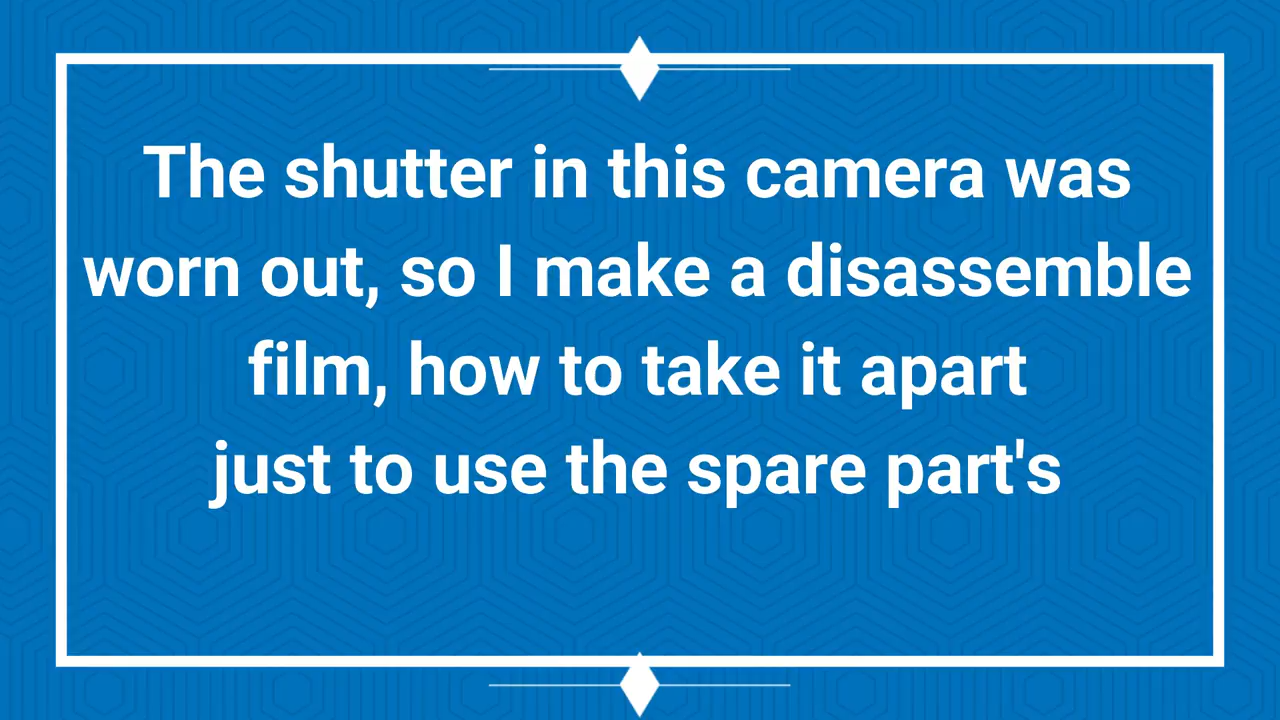 The shutter in this camera was
worn out, so I make a disassemble
film, how to take it apart
just to use the spare part's